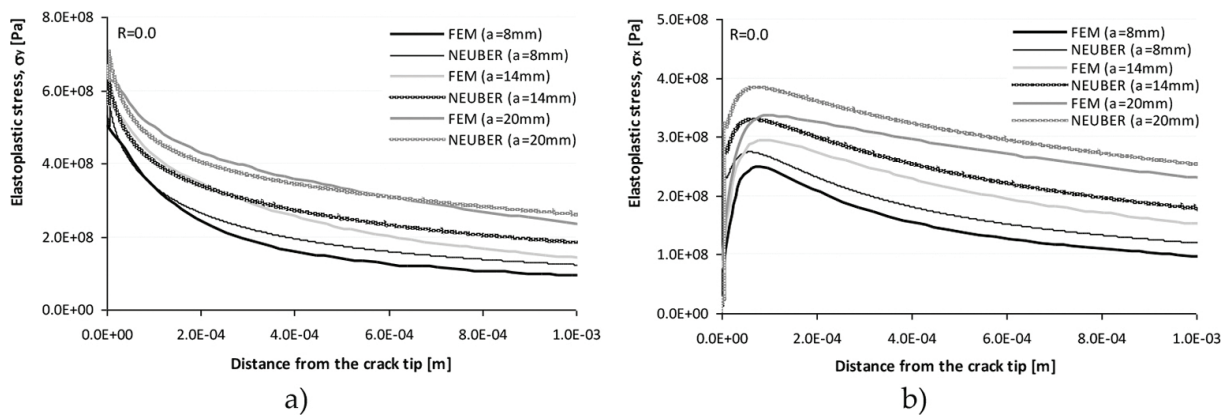 R=0.0
Elastoplastic stress, σy [Pa]
8.0E+08
6.0E+08
4.0E+08
2.0E+08
0.0E+00
FEM (a=8mm)
NEUBER (a=8mm)
FEM (a=14mm)
NEUBER (a=14mm)
FEM (a=20mm)
NEUBER (a=20mm)
0.0E+00 2.0E-04 4.0E-04 6.0E-04 8.0E-04 1.0E-03
Distance from the crack tip [m]
a)
R=0.0
Elastoplastic stress, σx [Pa]
5.0E+08
4.0E+08
3.0E+08
2.0E+08
1.0E+08
0.0E+00
FEM (a=8mm)
NEUBER (a=8mm)
FEM (a=14mm)
NEUBER (a=14mm)
FEM (a=20mm)
NEUBER (a=20mm)
0.0E+00 2.0E-04 4.0E-04 6.0E-04 8.0E-04 1.0E-03
Distance from the crack tip [m]
b)